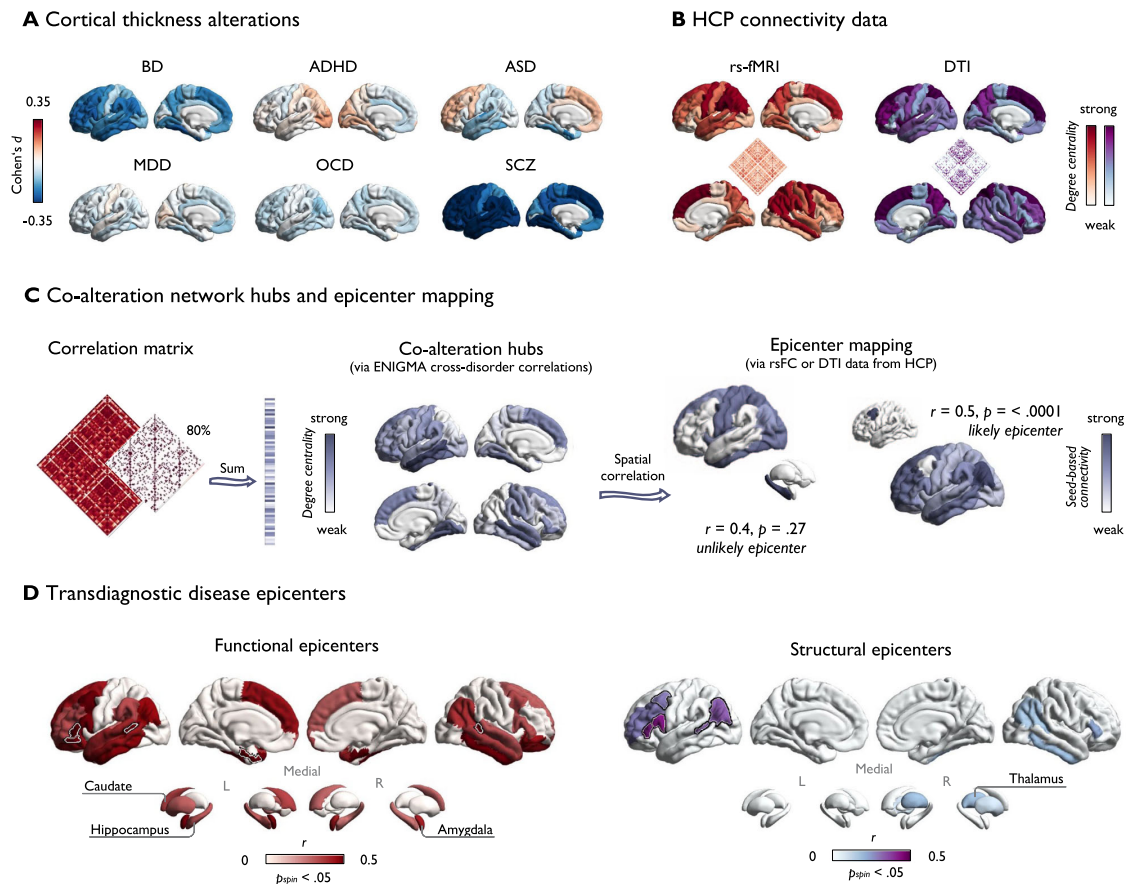 A Cortical thickness alterations
BD
ADHD
ASD
0.35
Cohen's d
-0.35
MDD
OCD
SCZ
B HCP connectivity data
rs-fMRI
DTI
strong
Degree centrality
weak
C Co-alteration network hubs and epicenter mapping
Correlation matrix
80%
Sum
Co-alteration hubs
(via ENIGMA cross-disorder correlations)
strong
Degree centrality
weak
Spatial
correlation
Epicenter mapping
(via rsFC or DTI data from HCP)
r = 0.4, p = .27
unlikely epicenter
r = 0.5, p = < .0001
likely epicenter
strong
Seed-based
connectivity
weak
D Transdiagnostic disease epicenters
Functional epicenters
Medial
L
R
Caudate
Hippocampus
Amygdala
r
0
0.5
pspin < .05
Structural epicenters
Medial
L
R
Thalamus
r
0
0.5
pspin < .05